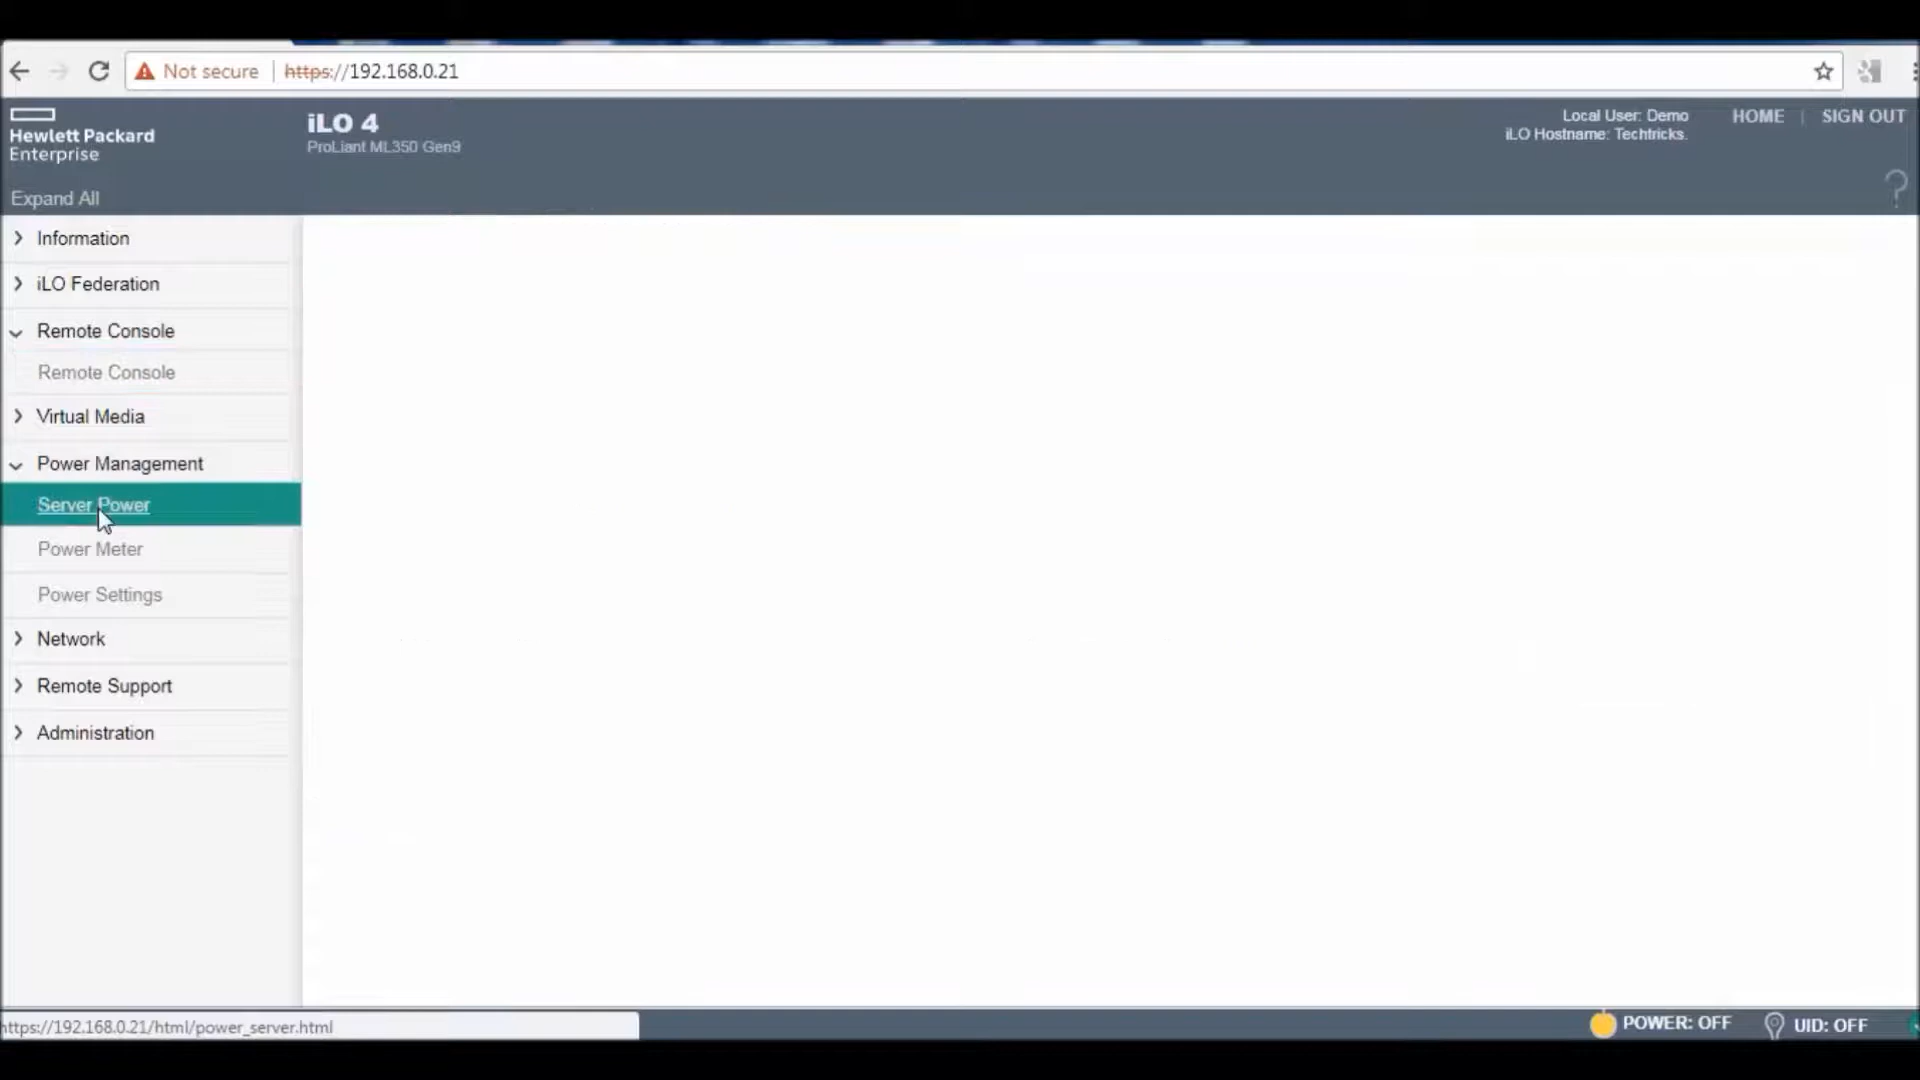 Not secure https://192.168.0.21
Hewlett Packard
Enterprise
iLO 4
ProLiant ML350 Gen9
Local User: Demo
iLO Hostname: Techtricks.
HOME | SIGN OUT
Expand All
?
Information
iLO Federation
Remote Console
Remote Console
Virtual Media
Power Management
Server Power
Power Meter
Power Settings
Network
Remote Support
Administration
https://192.168.0.21/html/power_server.html
POWER: OFF
UID: OFF